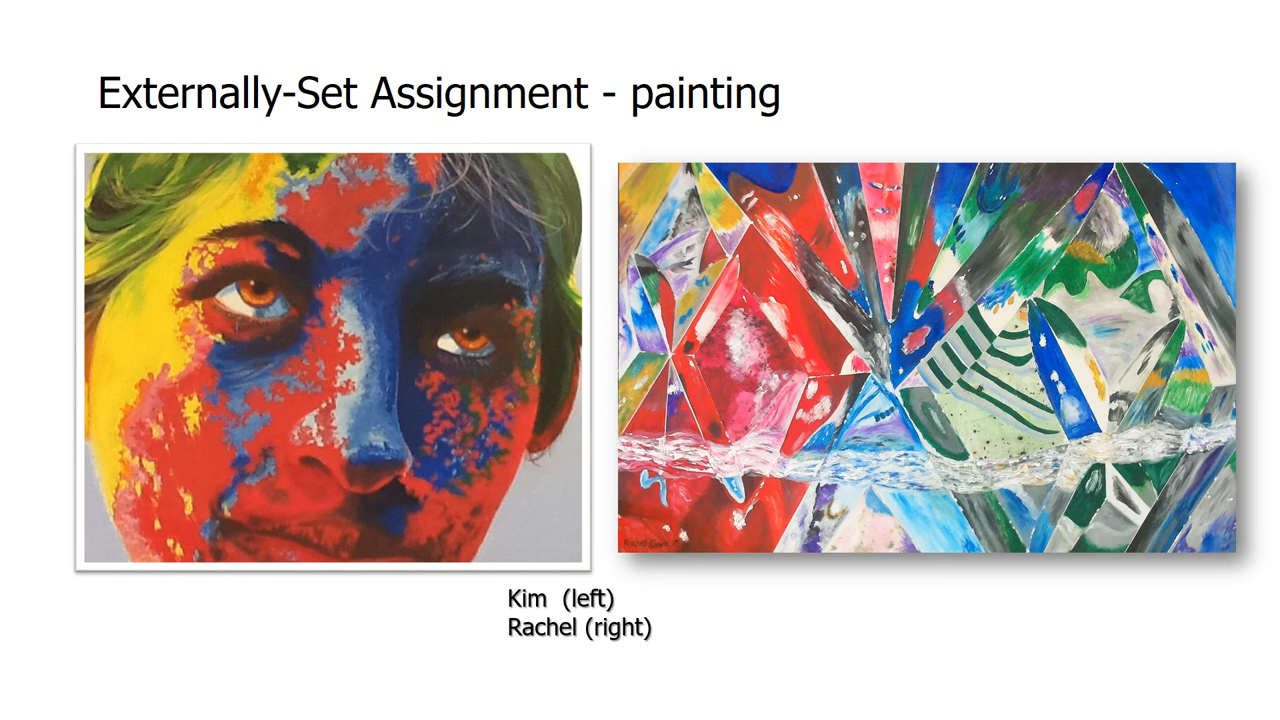 Externally-Set Assignment - painting
Kim (left)
Rachel (right)